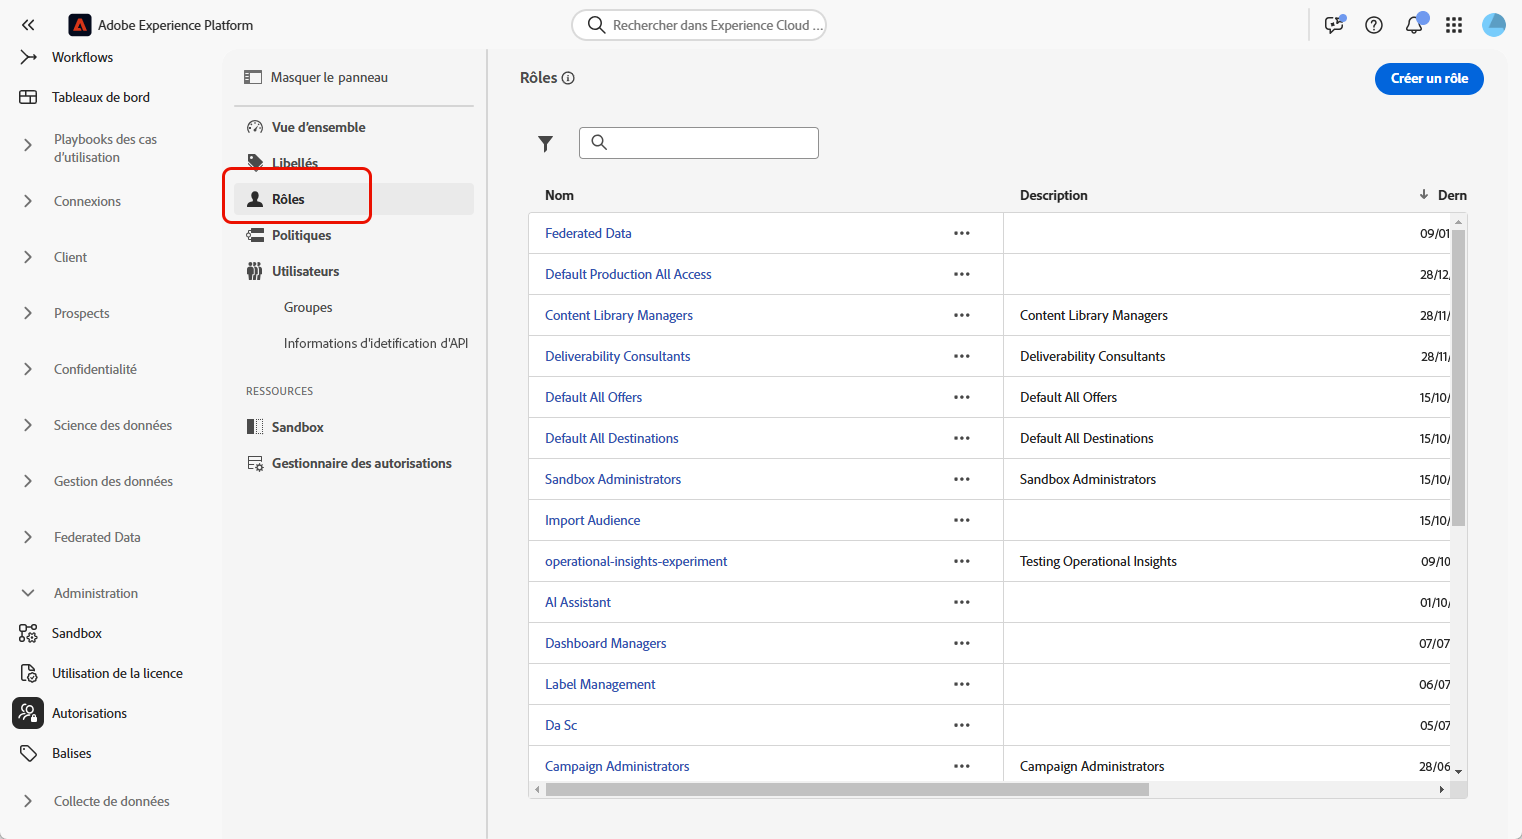 Adobe Experience Platform
Rechercher dans Experience Cloud ...
Workflows
Tableaux de bord
Playbooks des cas
d'utilisation
Connexions
Client
Prospects
Confidentialité
Science des données
Gestion des données
Federated Data
Administration
Sandbox
Utilisation de la licence
Autorisations
Balises
Collecte de données
Masquer le panneau
Vue d'ensemble
Libellés
Rôles
Politiques
Utilisateurs
Groupes
Informations d'idetification d'API
RESSOURCES
Sandbox
Gestionnaire des autorisations
Rôles
Créer un rôle
Nom Description Dern
Federated Data 09/01
Default Production All Access 28/12/
Content Library Managers Content Library Managers 28/11/
Deliverability Consultants Deliverability Consultants 28/11/
Default All Offers Default All Offers 15/10/
Default All Destinations Default All Destinations 15/10/
Sandbox Administrators Sandbox Administrators 15/10/
Import Audience 15/10/
operational-insights-experiment Testing Operational Insights 09/10
AI Assistant 01/10/
Dashboard Managers 07/07
Label Management 06/07
Da Sc 05/07
Campaign Administrators Campaign Administrators 28/06